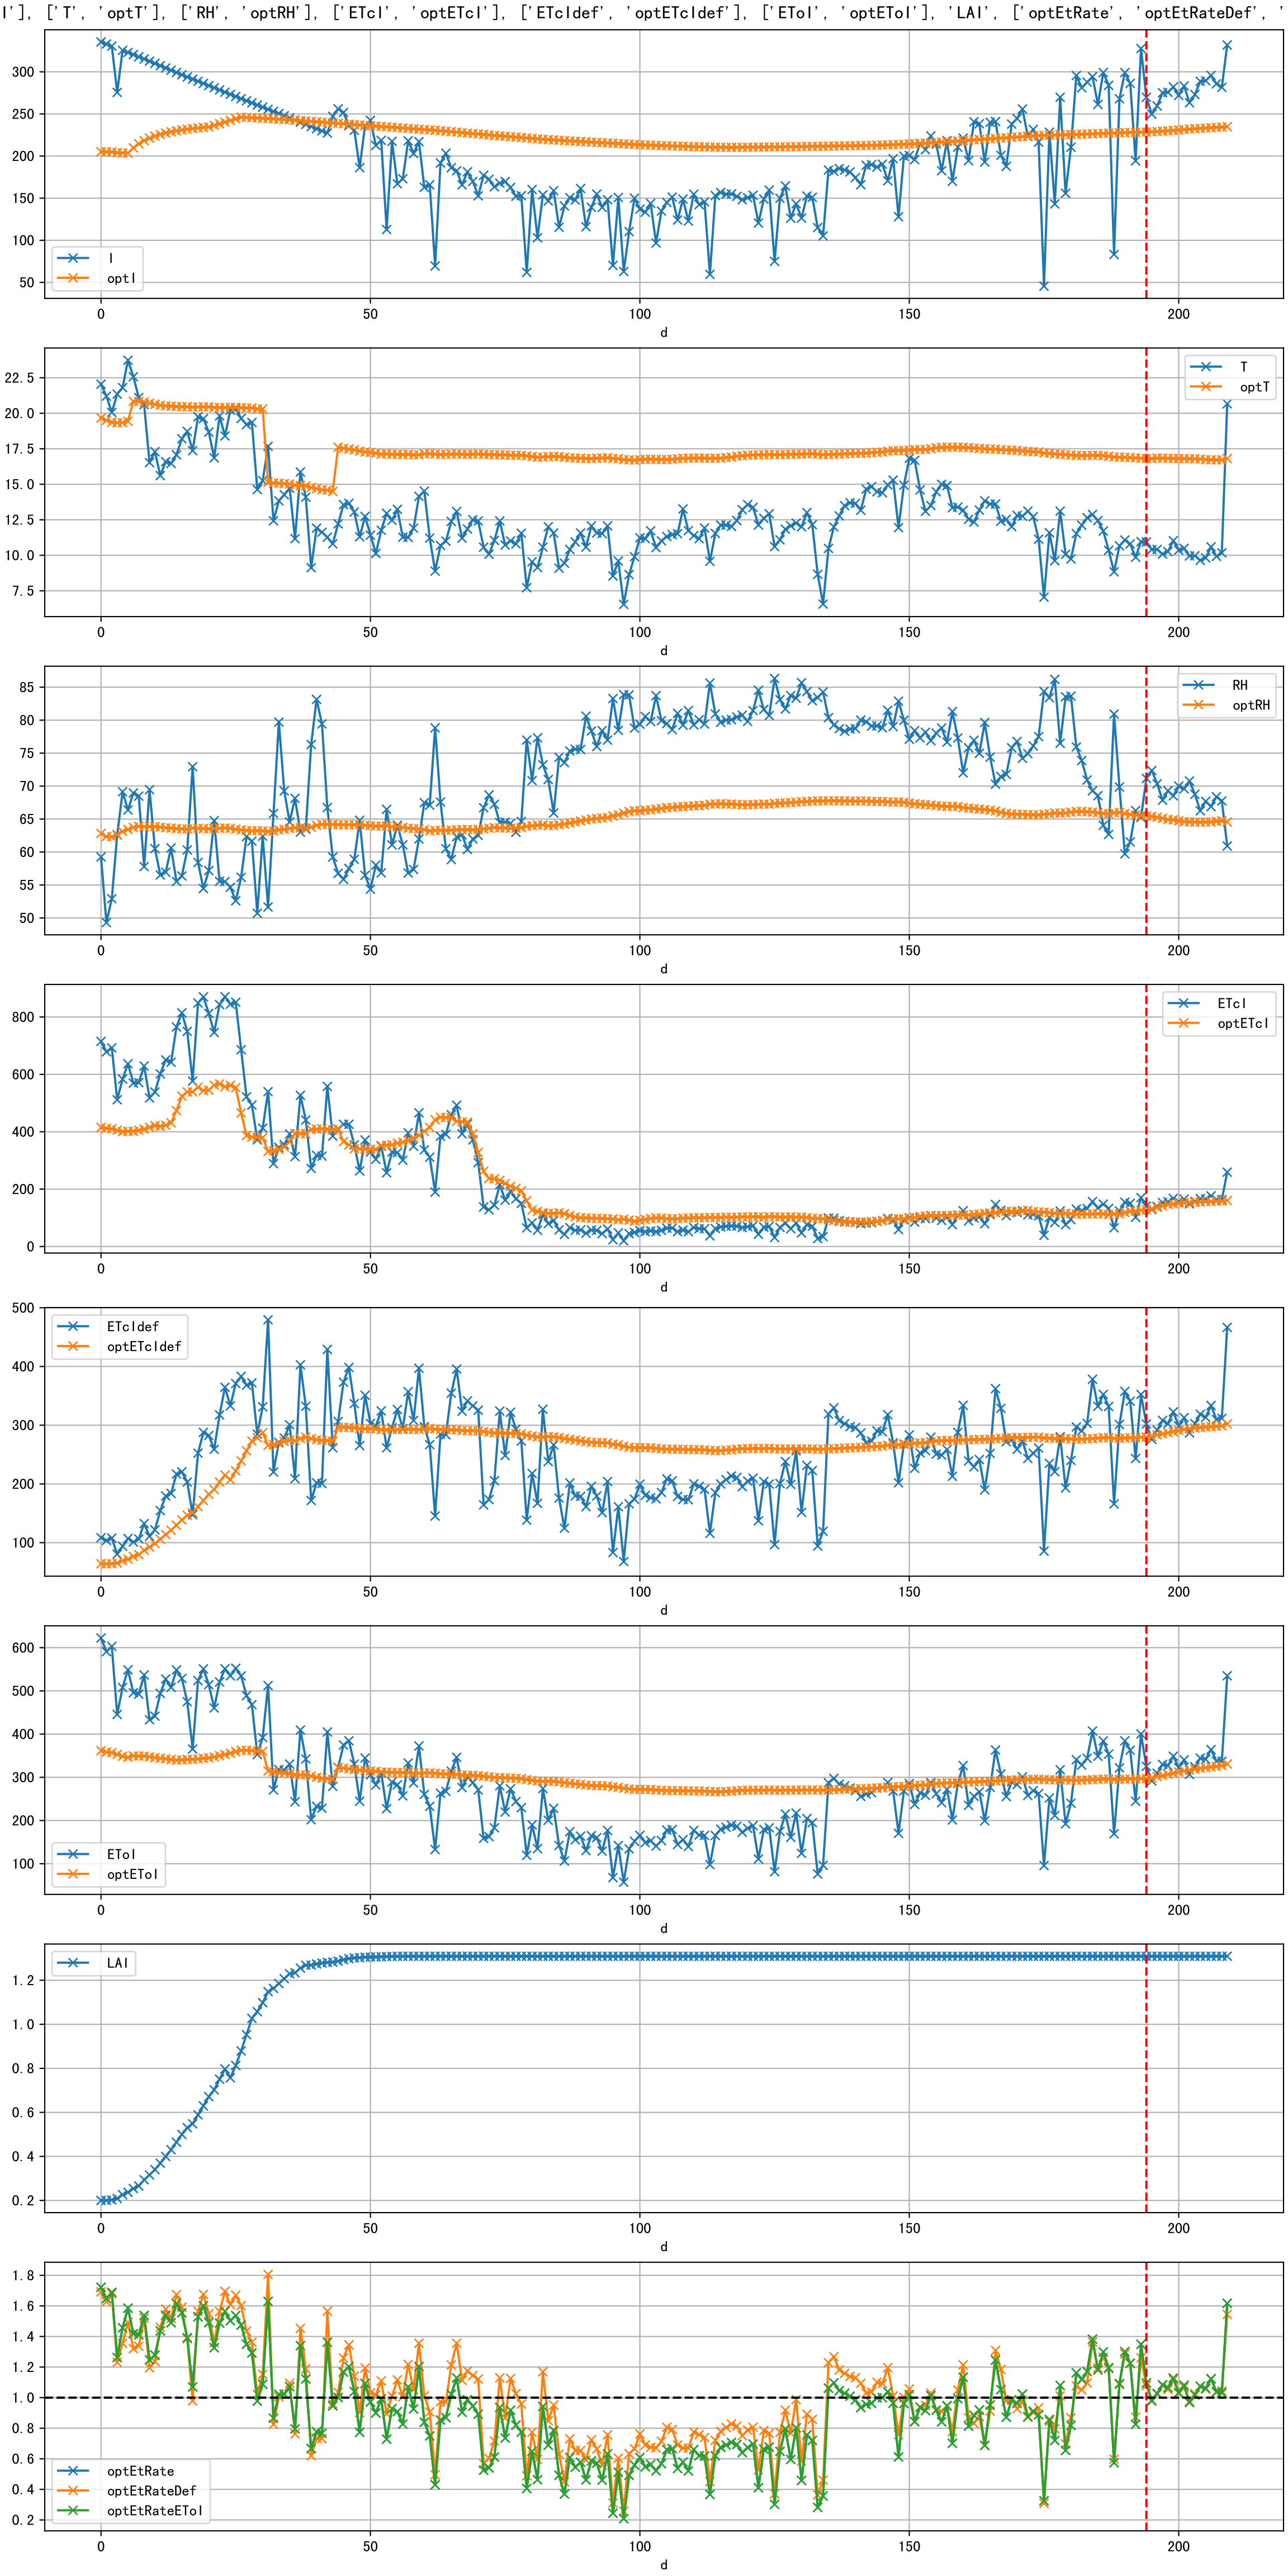 I'], ['T', 'optT'], ['RH', 'optRH'], ['ETcI', 'optETcI'], ['ETcIdef', 'optETcIdef'], ['EToI', 'optEToI'], 'LAI', ['optEtRate', 'optEtRateDef', '
300
250
200
150
100
50
I
optI
0 50 100 150 200
d
22.5
20.0
17.5
15.0
12.5
10.0
7.5
T
optT
0 50 100 150 200
d
85
80
75
70
65
60
55
50
RH
optRH
0 50 100 150 200
d
800
600
400
200
0
ETcI
optETcI
0 50 100 150 200
d
500
400
300
200
100
ETcIdef
optETcIdef
0 50 100 150 200
d
600
500
400
300
200
100
EToI
optEToI
0 50 100 150 200
d
1.2
1.0
0.8
0.6
0.4
0.2
LAI
0 50 100 150 200
d
1.8
1.6
1.4
1.2
1.0
0.8
0.6
0.4
0.2
optEtRate
optEtRateDef
optEtRateEToI
0 50 100 150 200
d